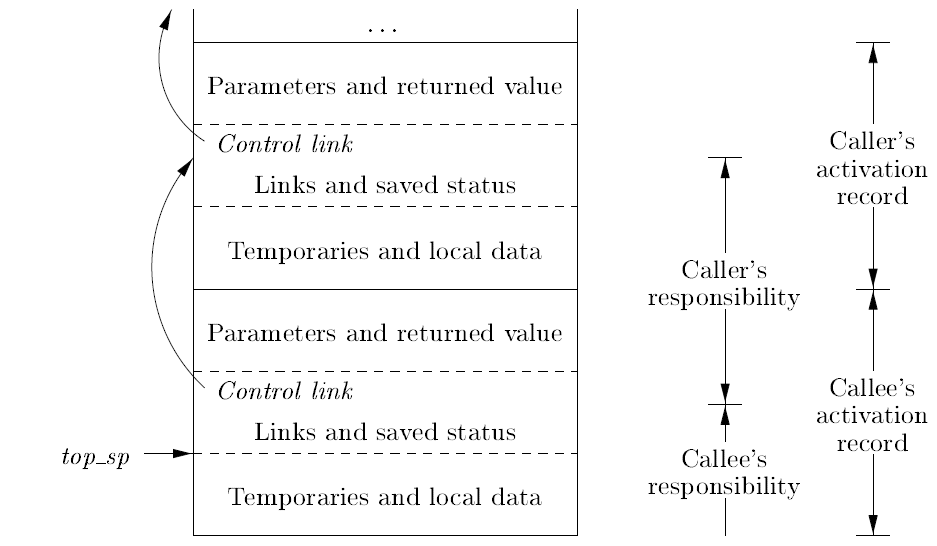 ...
Parameters and returned value
Control link
Links and saved status
Temporaries and local data
Parameters and returned value
Control link
Links and saved status
Temporaries and local data
top_sp
Caller's
responsibility
Callee's
responsibility
Caller's
activation
record
Callee's
activation
record